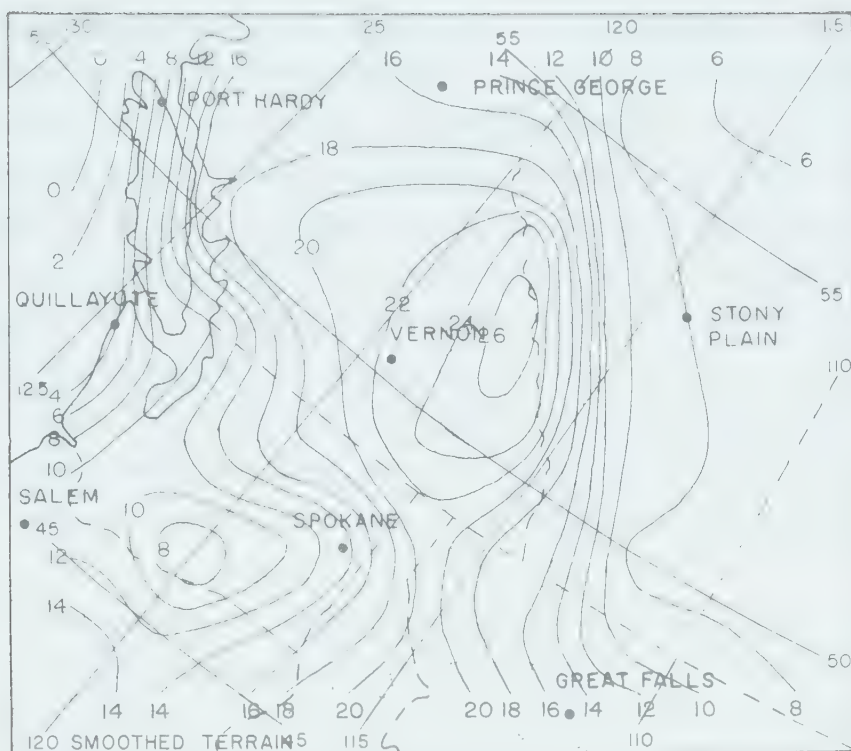 5 .30 25 55 120 1.5
0 4 8 12 16 16 14 12 10 8 6
PORT HARDY PRINCE GEORGE
18 6
0
20
2
QUILLAYUTE 22 STONY 55
VERNON 24 26 PLAIN
125 4 110
6
8
10
SALEM 10 SPOKANE
45
12 8
14
50
GREAT FALLS
14 14 16 18 20 20 18 16 14 12 10 8
120 SMOOTHED TERRAIN 45 115 110